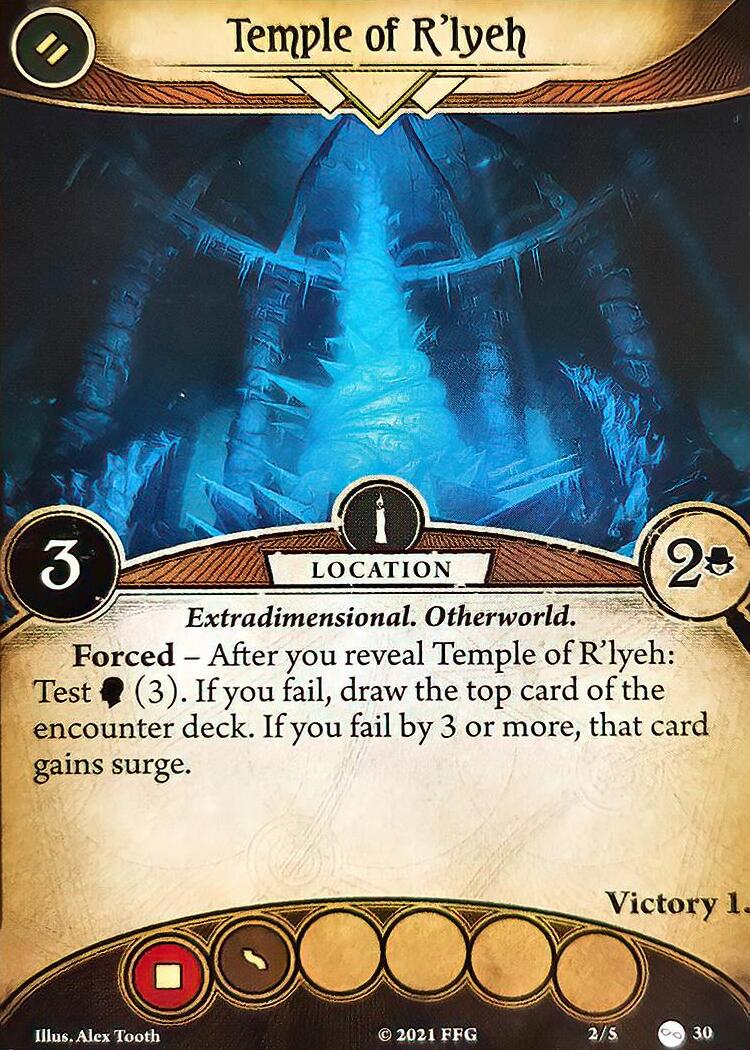 Temple of R'lyeh
3
LOCATION
2
Extradimensional. Otherworld.
Forced – After you reveal Temple of R'lyeh:
Test (3). If you fail, draw the top card of the
encounter deck. If you fail by 3 or more, that card
gains surge.
Victory 1.
Illus. Alex Tooth
© 2021 FFG
2/5
30